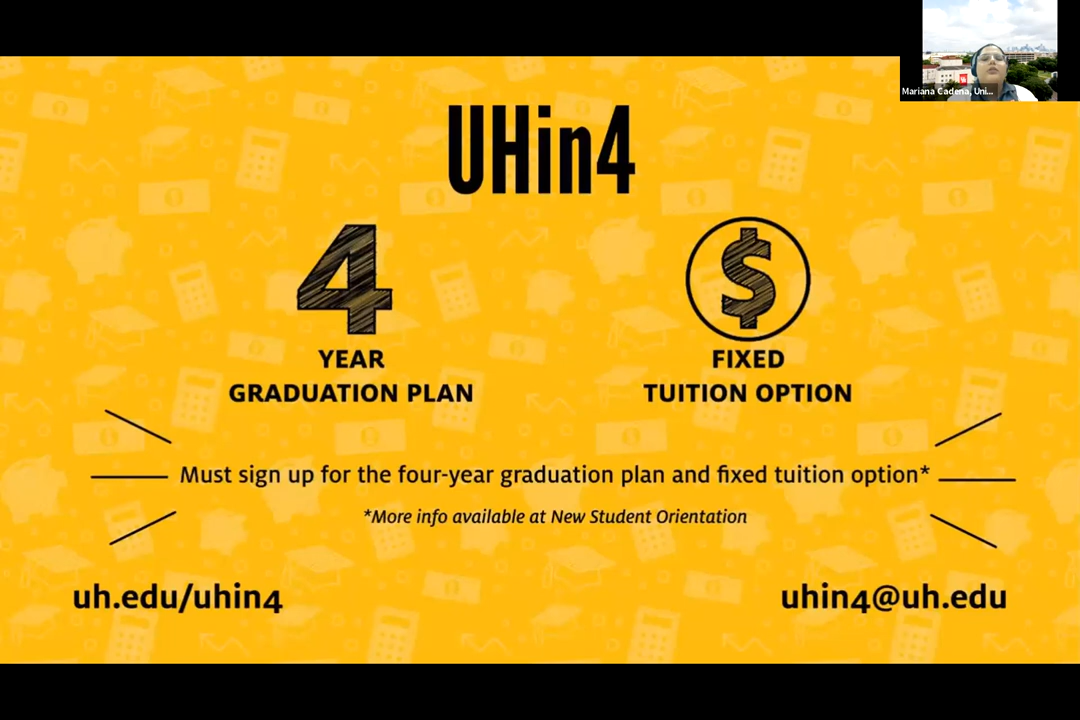 Mariana Cadena, Uni...
UHin4
4
$
YEAR
GRADUATION PLAN
FIXED
TUITION OPTION
Must sign up for the four-year graduation plan and fixed tuition option*
*More info available at New Student Orientation
uh.edu/uhin4
uhin4@uh.edu